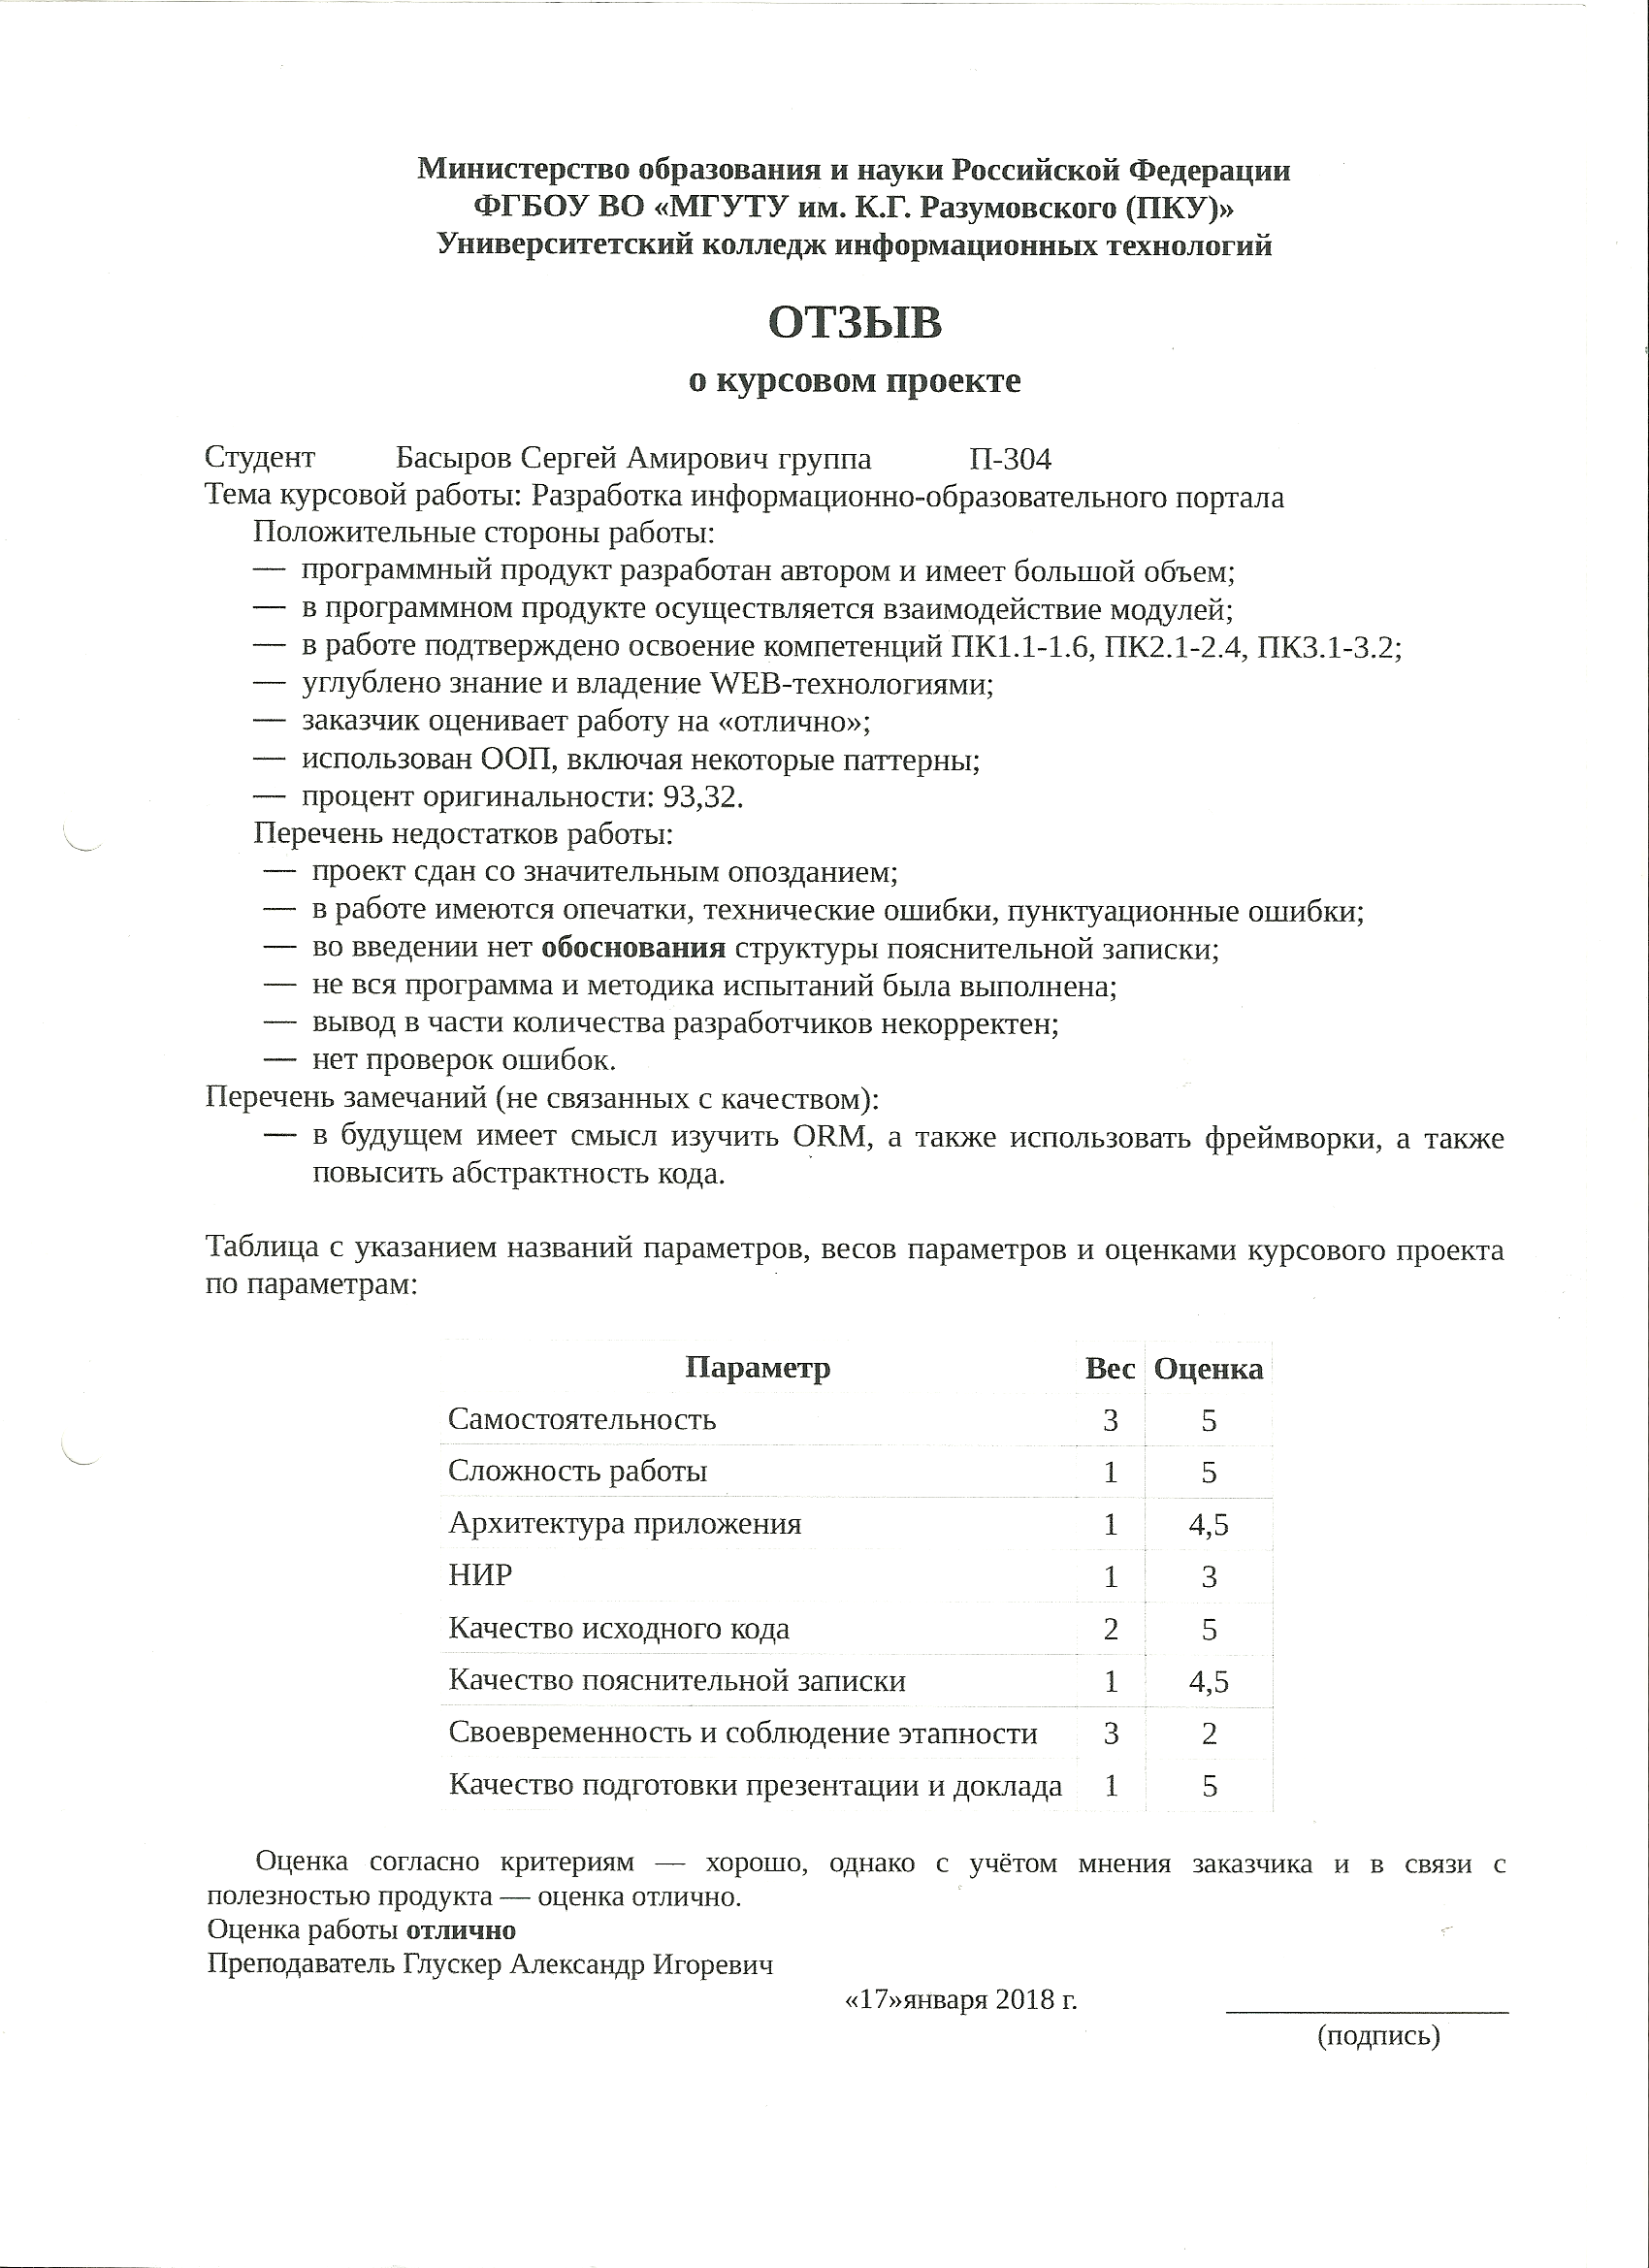 Министерство образования и науки Российской Федерации
ФГБОУ ВО «МГУТУ им. К.Г. Разумовского (ПКУ)»
Университетский колледж информационных технологий
ОТЗЫВ
о курсовом проекте
Студент Басыров Сергей Амирович группа П-304
Тема курсовой работы: Разработка информационно-образовательного портала
Положительные стороны работы:
— программный продукт разработан автором и имеет большой объем;
— в программном продукте осуществляется взаимодействие модулей;
— в работе подтверждено освоение компетенций ПК1.1-1.6, ПК2.1-2.4, ПК3.1-3.2;
— углублено знание и владение WEB-технологиями;
— заказчик оценивает работу на «отлично»;
— использован ООП, включая некоторые паттерны;
— процент оригинальности: 93,32.
Перечень недостатков работы:
— проект сдан со значительным опозданием;
— в работе имеются опечатки, технические ошибки, пунктуационные ошибки;
— во введении нет обоснования структуры пояснительной записки;
— не вся программа и методика испытаний была выполнена;
— вывод в части количества разработчиков некорректен;
— нет проверок ошибок.
Перечень замечаний (не связанных с качеством):
— в будущем имеет смысл изучить ORM, а также использовать фреймворки, а также
повысить абстрактность кода.
Таблица с указанием названий параметров, весов параметров и оценками курсового проекта
по параметрам:
Параметр Вес Оценка
Самостоятельность 3 5
Сложность работы 1 5
Архитектура приложения 1 4,5
НИР 1 3
Качество исходного кода 2 5
Качество пояснительной записки 1 4,5
Своевременность и соблюдение этапности 3 2
Качество подготовки презентации и доклада 1 5
Оценка согласно критериям — хорошо, однако с учётом мнения заказчика и в связи с
полезностью продукта — оценка отлично.
Оценка работы отлично
Преподаватель Глускер Александр Игоревич
«17»января 2018 г.
(подпись)